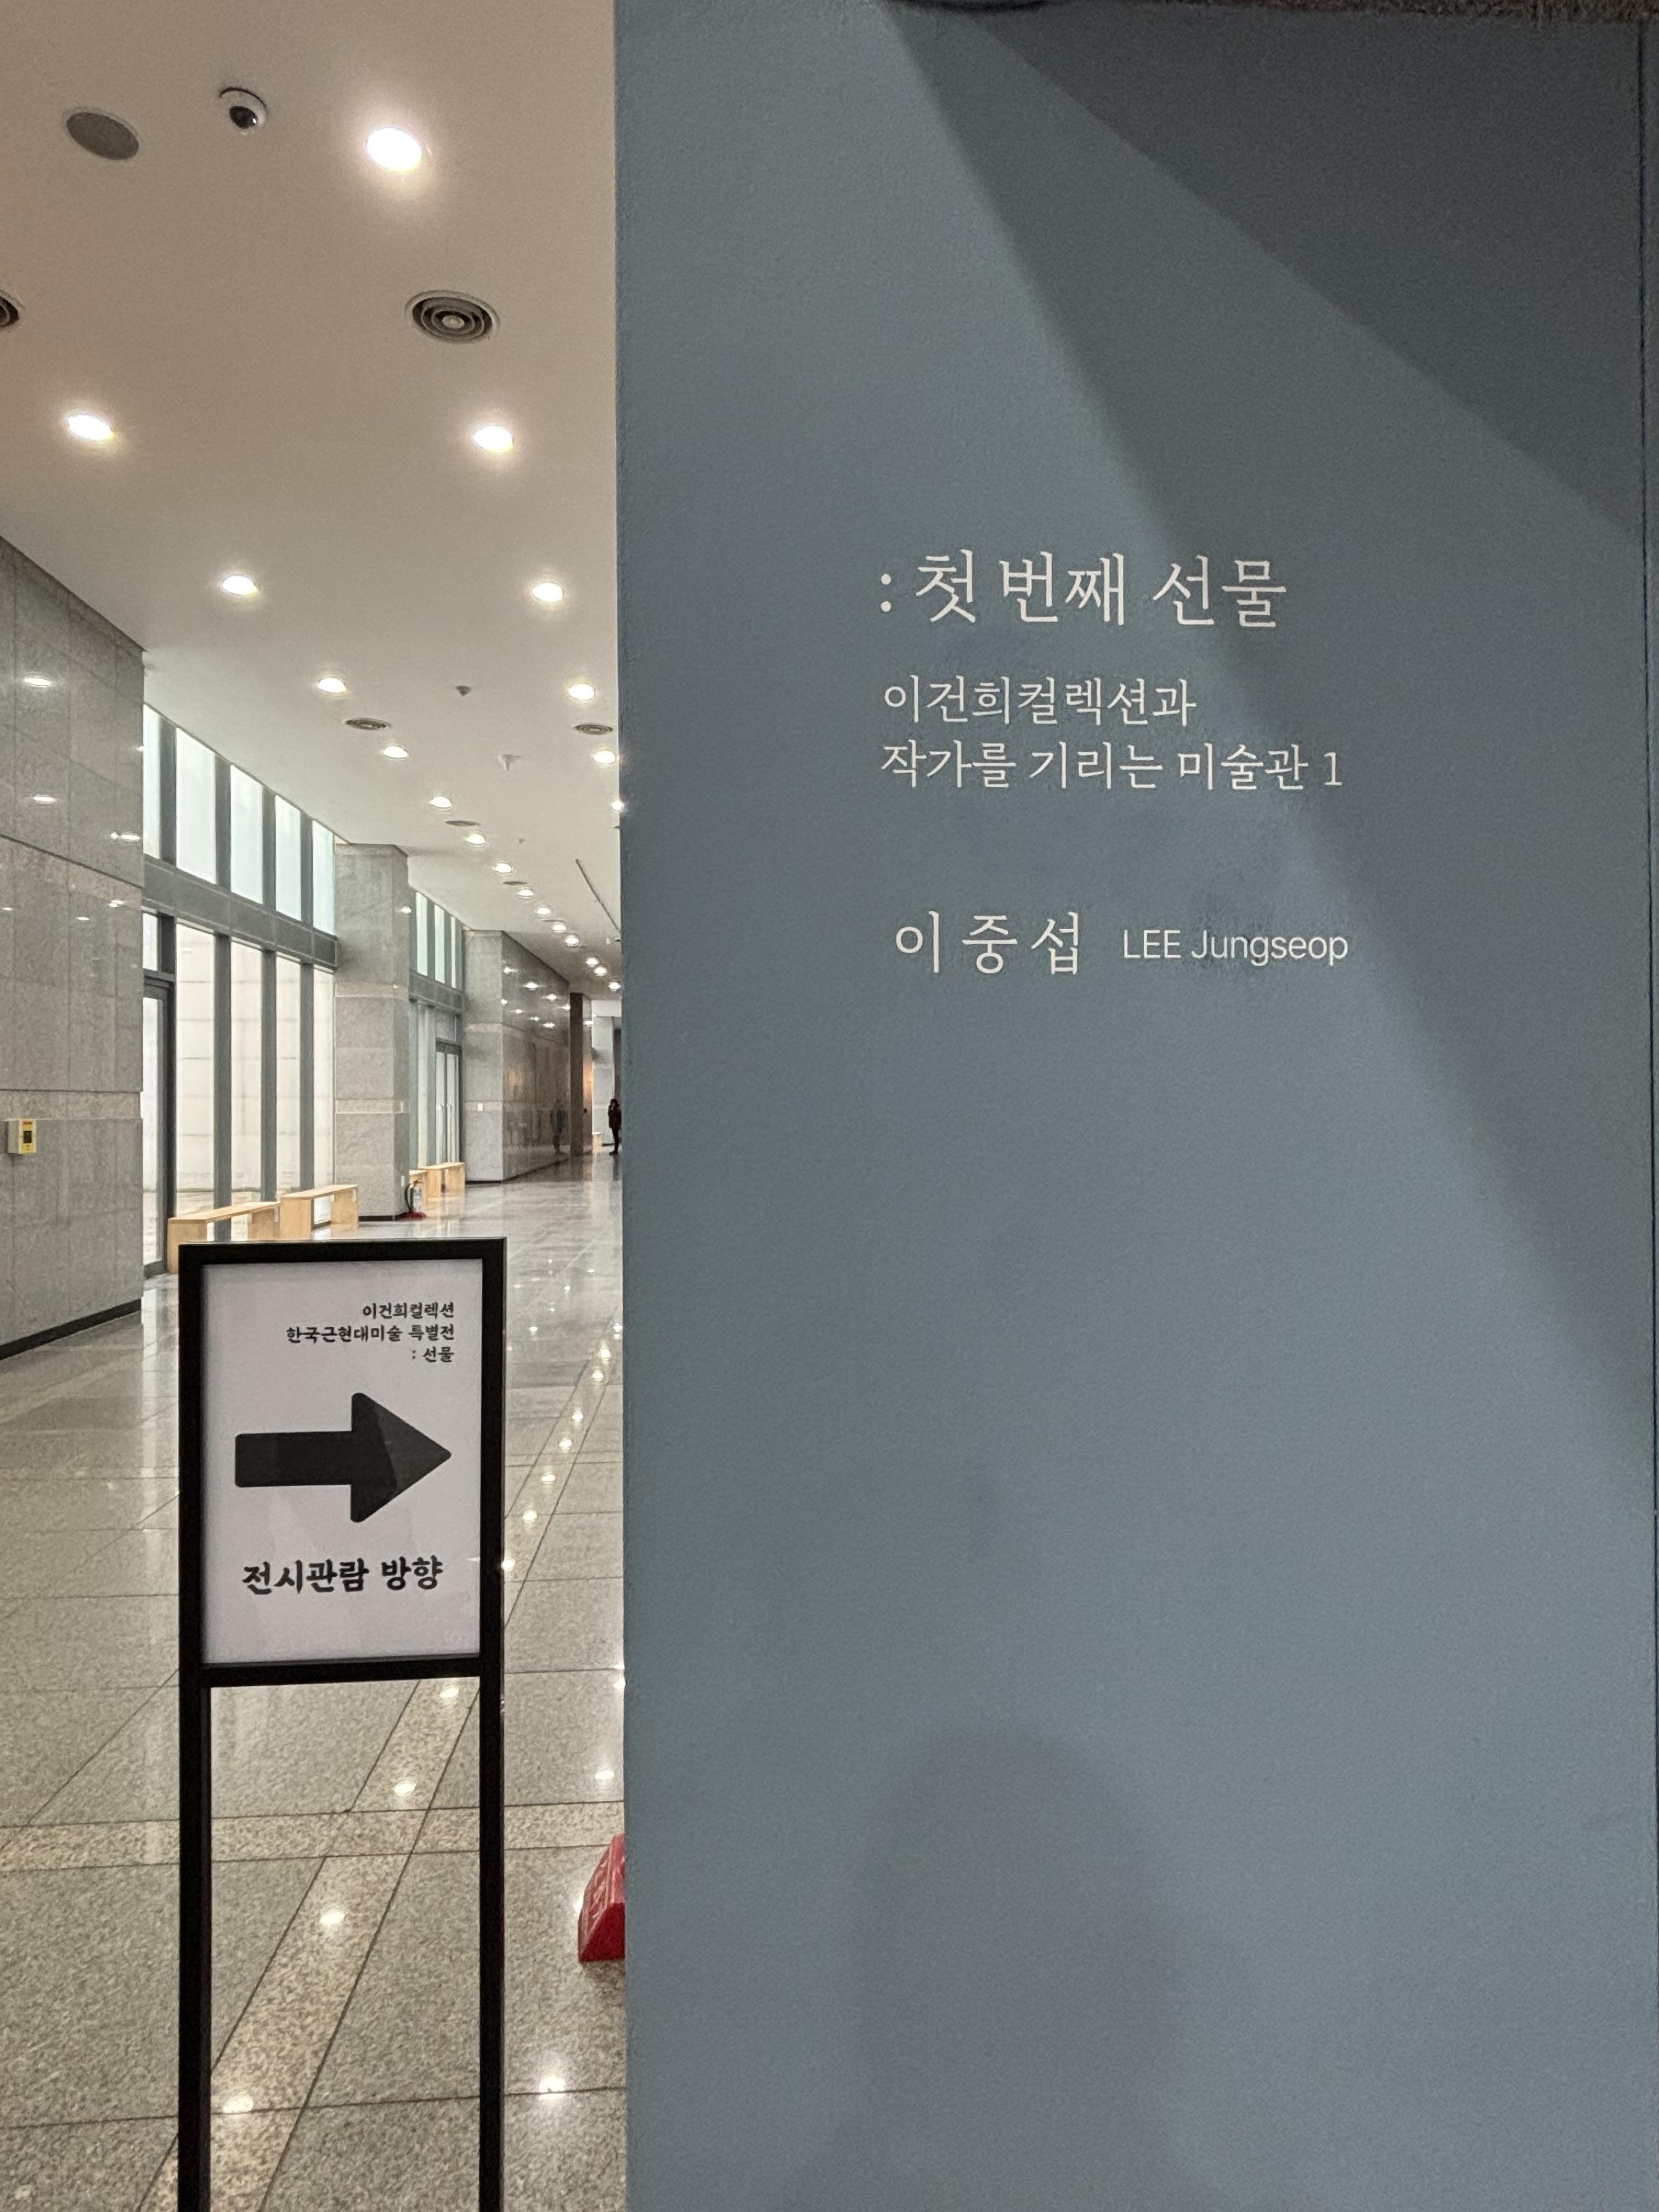 : 첫 번째 선물
이건희컬렉션과
작가를 기리는 미술관 1
이중섭 LEE Jungseop
이건희컬렉션
한국근현대미술 특별전
: 선물
전시관람 방향